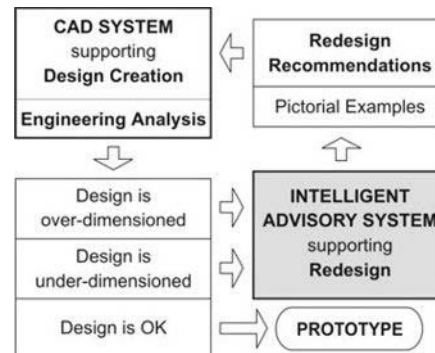 CAD SYSTEM
supporting
Design Creation
Engineering Analysis
Redesign
Recommendations
Pictorial Examples
Design is
over-dimensioned
Design is
under-dimensioned
Design is OK
INTELLIGENT
ADVISORY SYSTEM
supporting
Redesign
PROTOTYPE